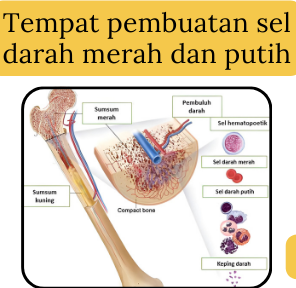 Tempat pembuatan sel
darah merah dan putih
Sumsum
merah
Pembuluh
darah
Sel hematopoetik
Sel darah merah
Sel darah putih
Sumsum
kuning
Compact bone
Keping darah